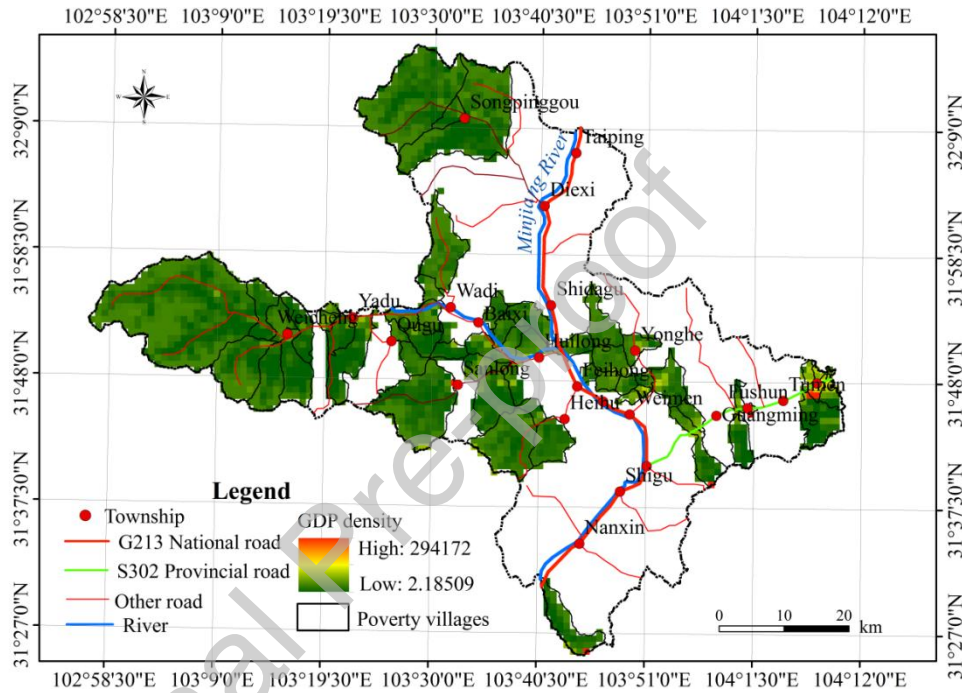 102°58'30"E 103°9'0"E 103°19'30"E 103°30'0"E 103°40'30"E 103°51'0"E 104°1'30"E 104°12'0"E
N
W E
S
Songpinggou
32°9'0"N
32°9'0"N
Taiping
Minjiang River
Diexi
31°58'30"N
31°58'30"N
Wadi
Shidagu
Yadu
Baixi
Weicheng
Qugu
Yonghe
Huilong
31°48'0"N
31°48'0"N
Sanlong
Feihong
Tumen
Fushun
Heihu
Weimen
Guangming
Shigu
31°37'30"N
31°37'30"N
Legend
Township
GDP density
Nanxin
G213 National road
High: 294172
S302 Provincial road
Low: 2.18509
Other road
River
Poverty villages
0 10 20
km
31°27'0"N
31°27'0"N
102°58'30"E 103°9'0"E 103°19'30"E 103°30'0"E 103°40'30"E 103°51'0"E 104°1'30"E 104°12'0"E
nal Pre-proof